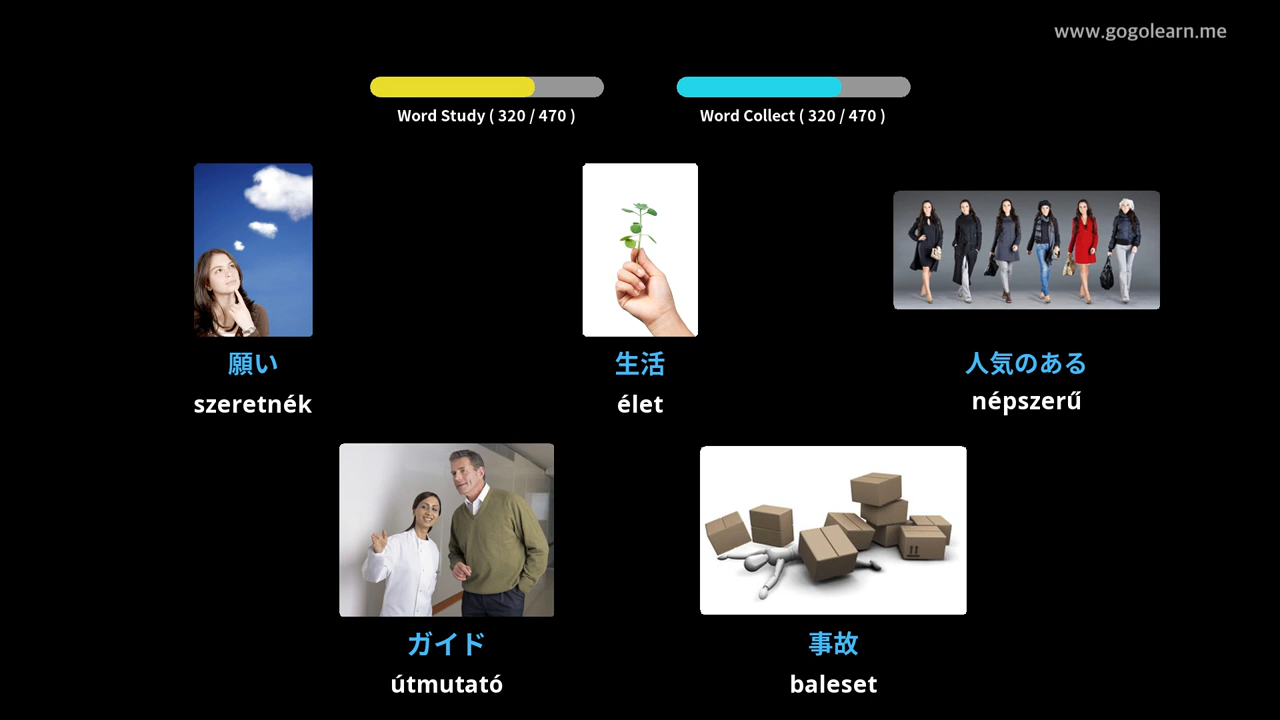 www.gogolearn.me
Word Study ( 320 / 470 )
Word Collect ( 320 / 470 )
願い
szeretnék
生活
élet
人気のある
népszerű
ガイド
útmutató
事故
baleset